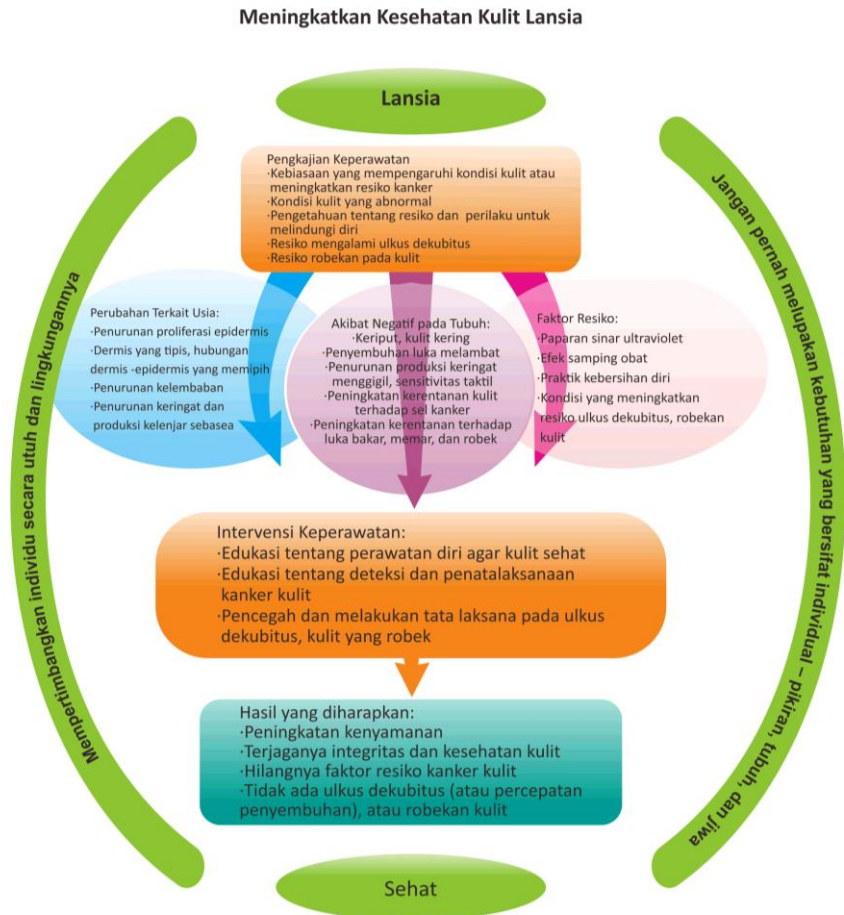 Meningkatkan Kesehatan Kulit Lansia
Lansia
Pengkajian Keperawatan
·Kebiasaan yang mempengaruhi kondisi kulit atau
meningkatkan resiko kanker
·Kondisi kulit yang abnormal
·Pengetahuan tentang resiko dan perilaku untuk
melindungi diri
·Resiko mengalami ulkus dekubitus
·Resiko robekan pada kulit
Mempertimbangkan individu secara utuh dan lingkungannya
Perubahan Terkait Usia:
·Penurunan proliferasi epidermis
·Dermis yang tipis, hubungan
dermis -epidermis yang memipih
·Penurunan kelembaban
·Penurunan keringat dan
produksi kelenjar sebasea
Akibat Negatif pada Tubuh:
·Keriput, kulit kering
·Penyembuhan luka melambat
·Penurunan produksi keringat
menggigil, sensitivitas taktil
·Peningkatan kerentanan kulit
terhadap sel kanker
·Peningkatan kerentanan terhadap
luka bakar, memar, dan robek
Faktor Resiko:
·Paparan sinar ultraviolet
·Efek samping obat
·Praktik kebersihan diri
·Kondisi yang meningkatkan
resiko ulkus dekubitus, robekan
kulit
Jangan pernah melupakan kebutuhan yang bersifat individual – pikiran, tubuh, dan jiwa
Intervensi Keperawatan:
·Edukasi tentang perawatan diri agar kulit sehat
·Edukasi tentang deteksi dan penatalaksanaan
kanker kulit
·Pencegah dan melakukan tata laksana pada ulkus
dekubitus, kulit yang robek
Hasil yang diharapkan:
·Peningkatan kenyamanan
·Terjaganya integritas dan kesehatan kulit
·Hilangnya faktor resiko kanker kulit
·Tidak ada ulkus dekubitus (atau percepatan
penyembuhan), atau robekan kulit
Sehat